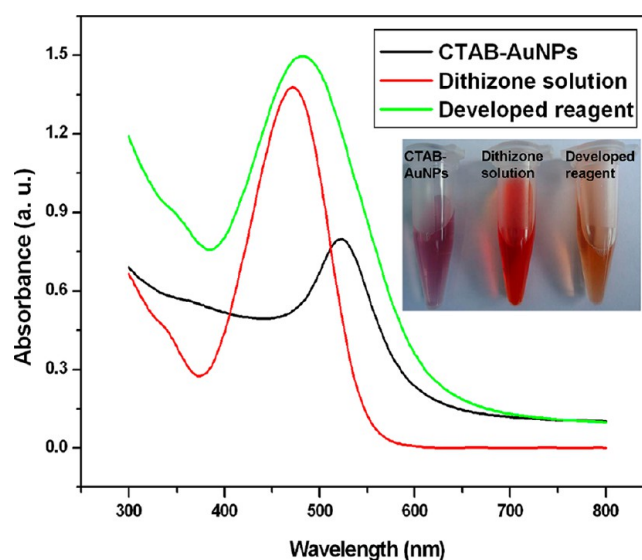 CTAB-AuNPs
Dithizone solution
Developed reagent
CTAB-
AuNPs
Dithizone
solution
Developed
reagent
Absorbance (a. u.)
1.5
1.2
0.9
0.6
0.3
0.0
300 400 500 600 700 800
Wavelength (nm)